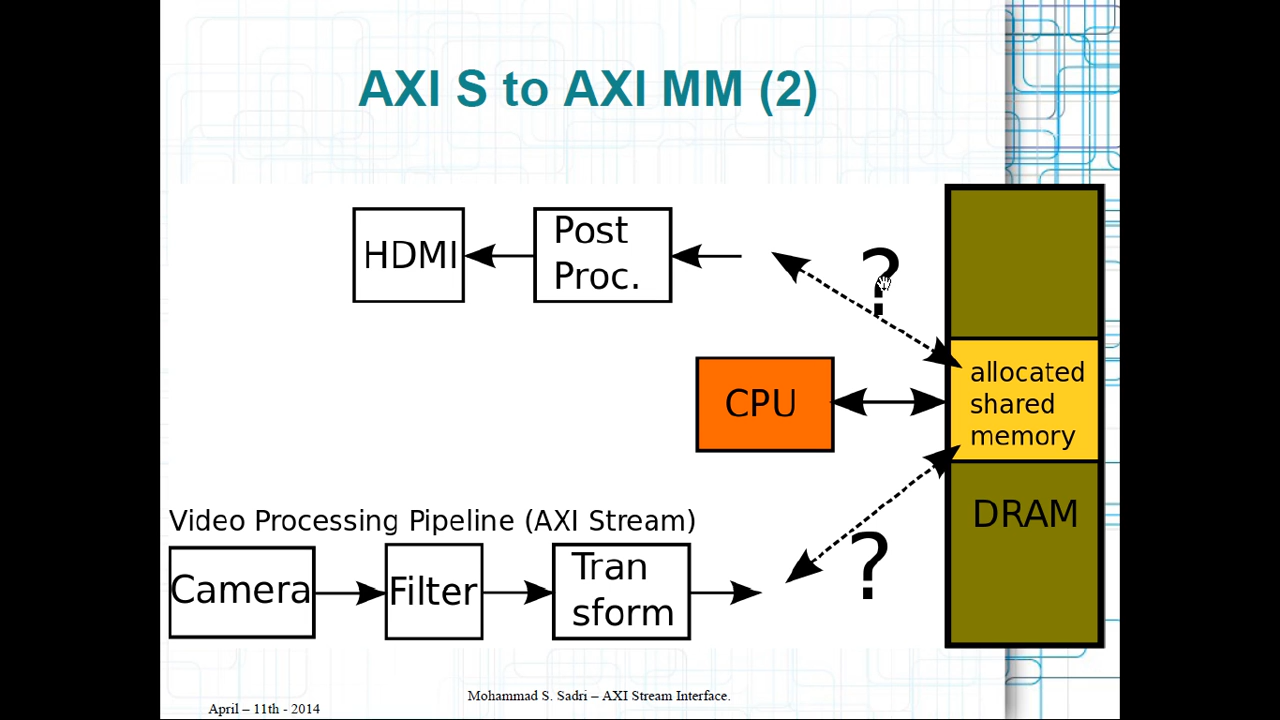 AXI S to AXI MM (2)
HDMI
Post
Proc.
?
allocated
shared
memory
CPU
DRAM
Video Processing Pipeline (AXI Stream)
Camera
Filter
Tran
sform
?
Mohammad S. Sadri – AXI Stream Interface.
April – 11th - 2014